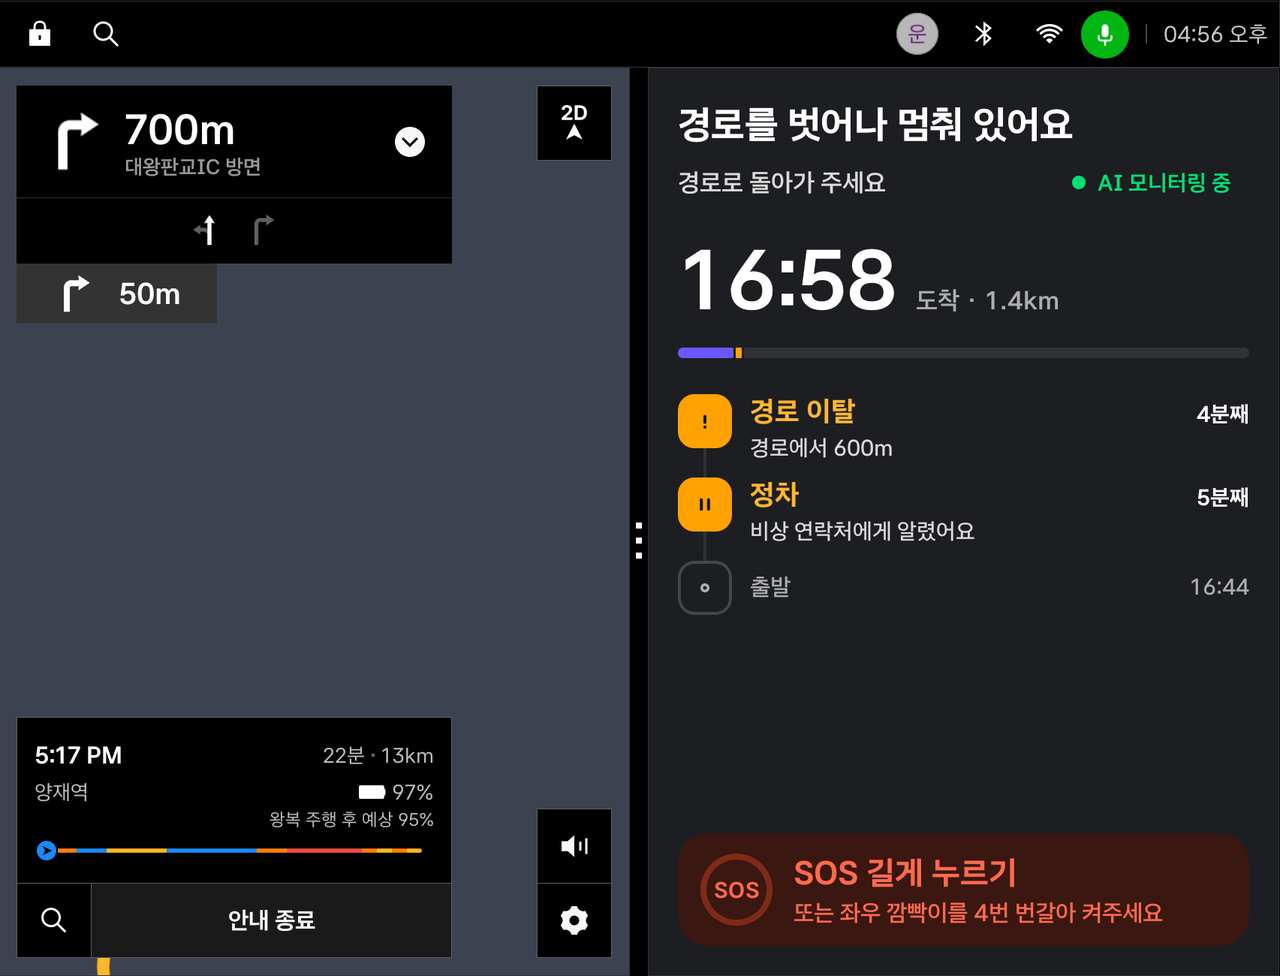 운
04:56 오후
700m
대왕판교IC 방면
50m
2D
5:17 PM
22분 · 13km
양재역
97%
왕복 주행 후 예상 95%
안내 종료
경로를 벗어나 멈춰 있어요
경로로 돌아가 주세요
AI 모니터링 중
16:58 도착 · 1.4km
경로 이탈
4분째
경로에서 600m
정차
5분째
비상 연락처에게 알렸어요
출발
16:44
SOS
SOS 길게 누르기
또는 좌우 깜빡이를 4번 번갈아 켜주세요